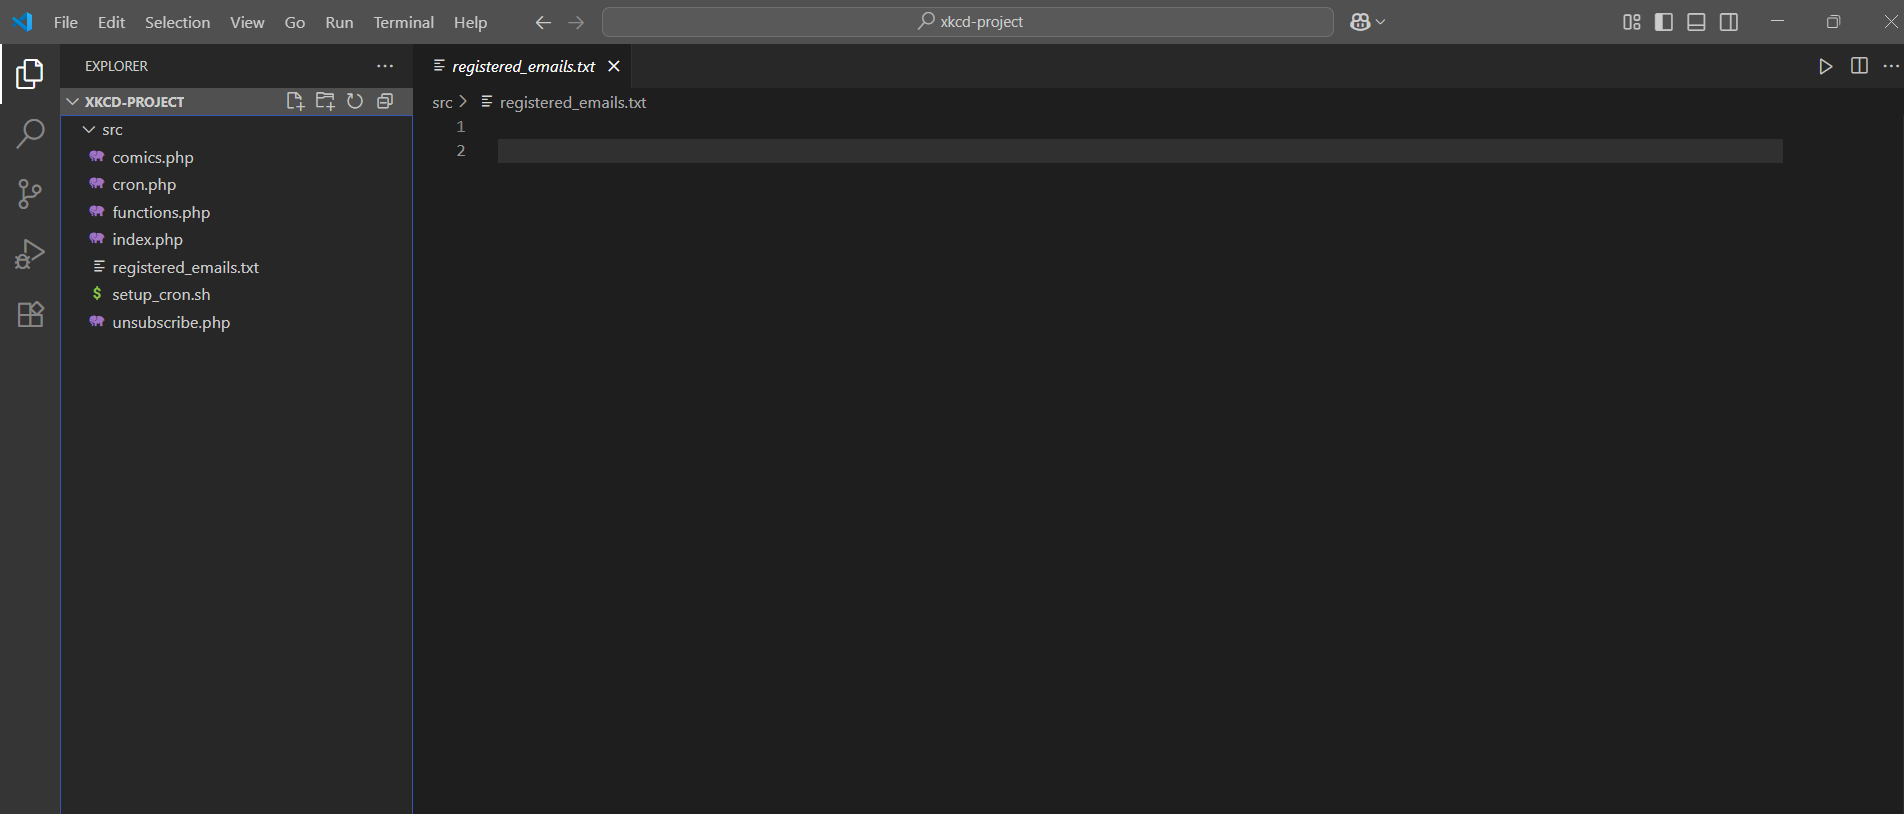 File Edit Selection View Go Run Terminal Help
xkcd-project
EXPLORER
XKCD-PROJECT
src
comics.php
cron.php
functions.php
index.php
registered_emails.txt
$ setup_cron.sh
unsubscribe.php
registered_emails.txt
src > registered_emails.txt
1
2